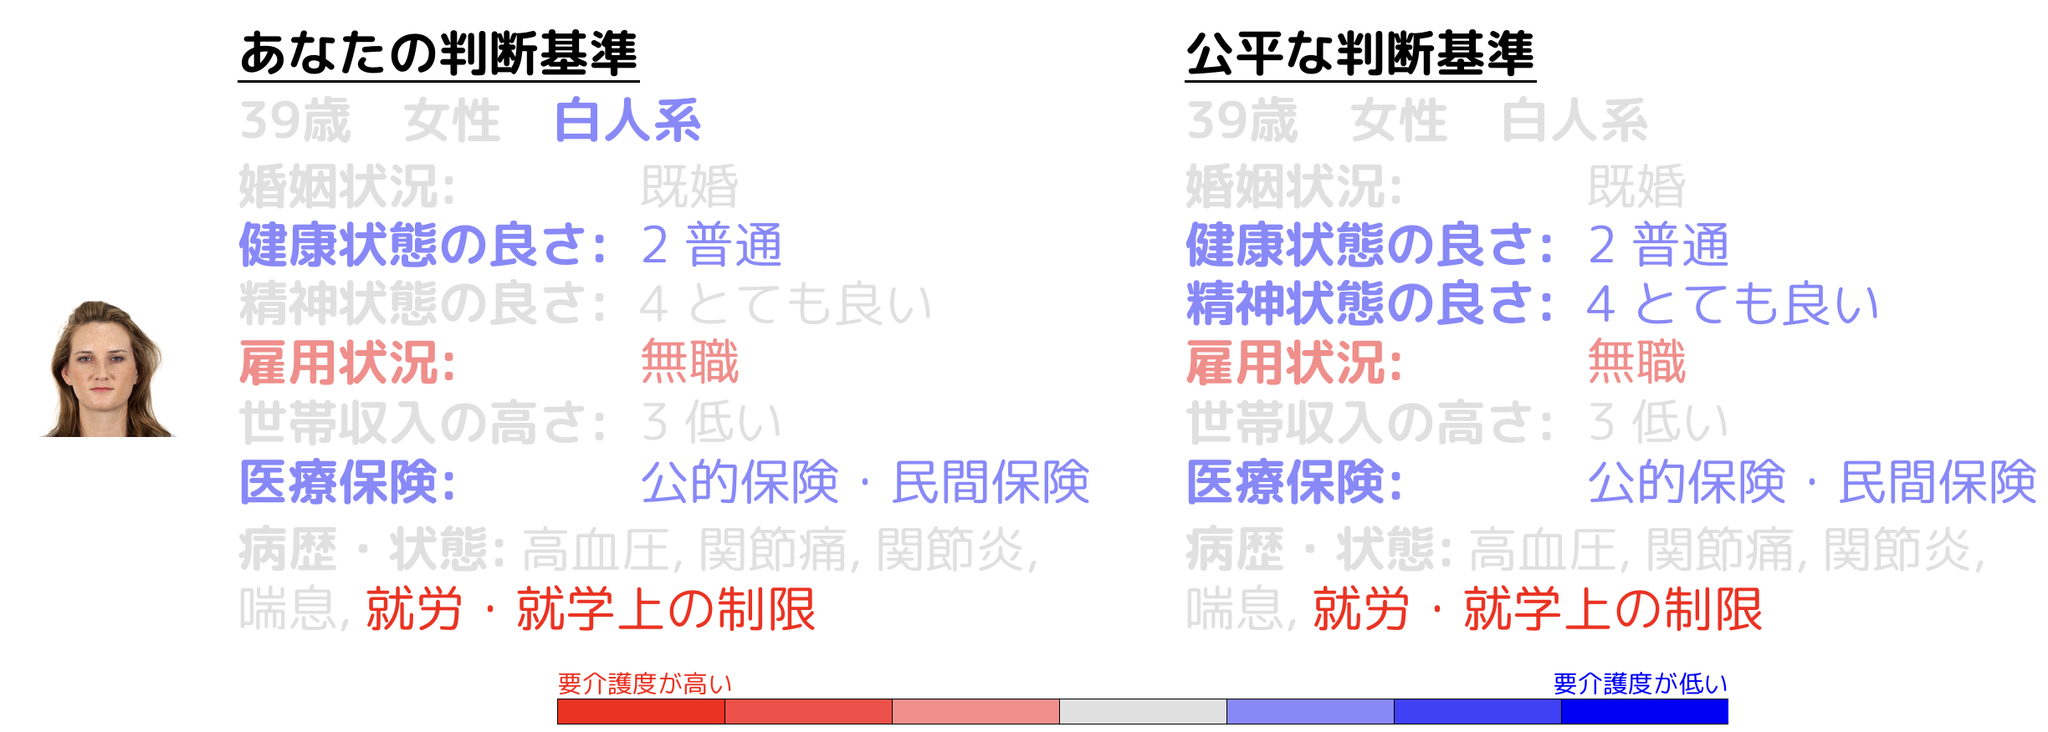 あなたの判断基準
39歳 女性 白人系
婚姻状況: 既婚
健康状態の良さ: 2 普通
精神状態の良さ: 4 とても良い
雇用状況: 無職
世帯収入の高さ: 3 低い
医療保険: 公的保険・民間保険
病歴・状態: 高血圧, 関節痛, 関節炎,
喘息, 就労・就学上の制限
公平な判断基準
39歳 女性 白人系
婚姻状況: 既婚
健康状態の良さ: 2 普通
精神状態の良さ: 4 とても良い
雇用状況: 無職
世帯収入の高さ: 3 低い
医療保険: 公的保険・民間保険
病歴・状態: 高血圧, 関節痛, 関節炎,
喘息, 就労・就学上の制限
要介護度が高い
要介護度が低い